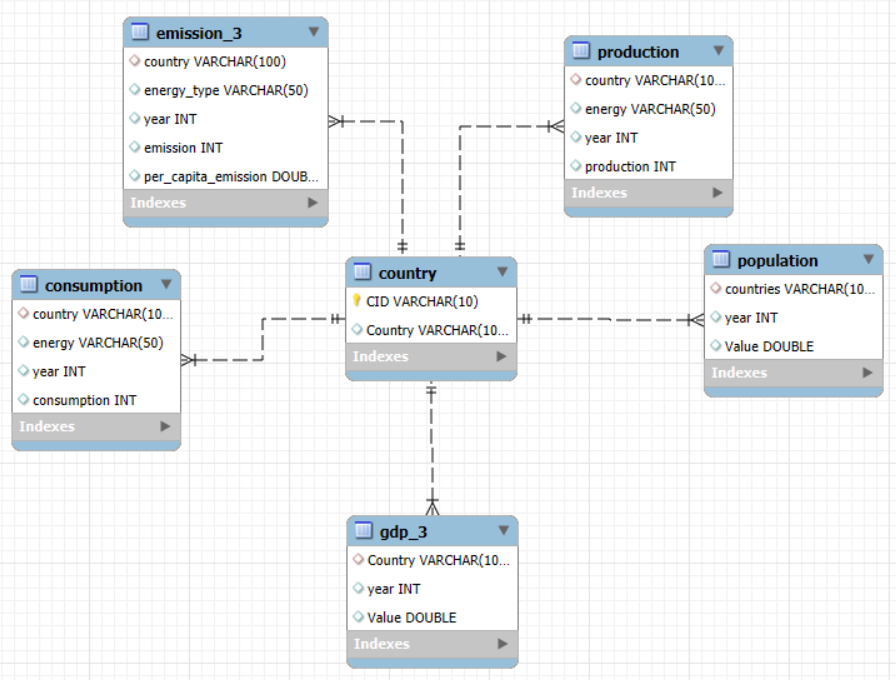 emission_3
country VARCHAR(100)
energy_type VARCHAR(50)
year INT
emission INT
per_capita_emission DOUB...
Indexes
production
country VARCHAR(10...
energy VARCHAR(50)
year INT
production INT
Indexes
consumption
country VARCHAR(10...
energy VARCHAR(50)
year INT
consumption INT
Indexes
country
CID VARCHAR(10)
Country VARCHAR(10...
Indexes
population
countries VARCHAR(10...
year INT
Value DOUBLE
Indexes
gdp_3
Country VARCHAR(10...
year INT
Value DOUBLE
Indexes